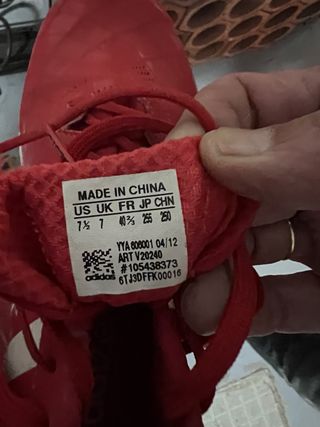 MADE IN CHINA
US UK FR JP CHN
7½ 7 40⅔ 255 250
YYA 606001 04/12
ART V20240
#105438373
adidas 6TJ3DFFK00016